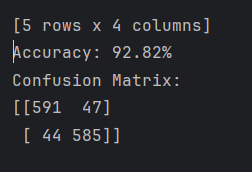 [5 rows x 4 columns]
Accuracy: 92.82%
Confusion Matrix:
[[591  47]
 [ 44 585]]